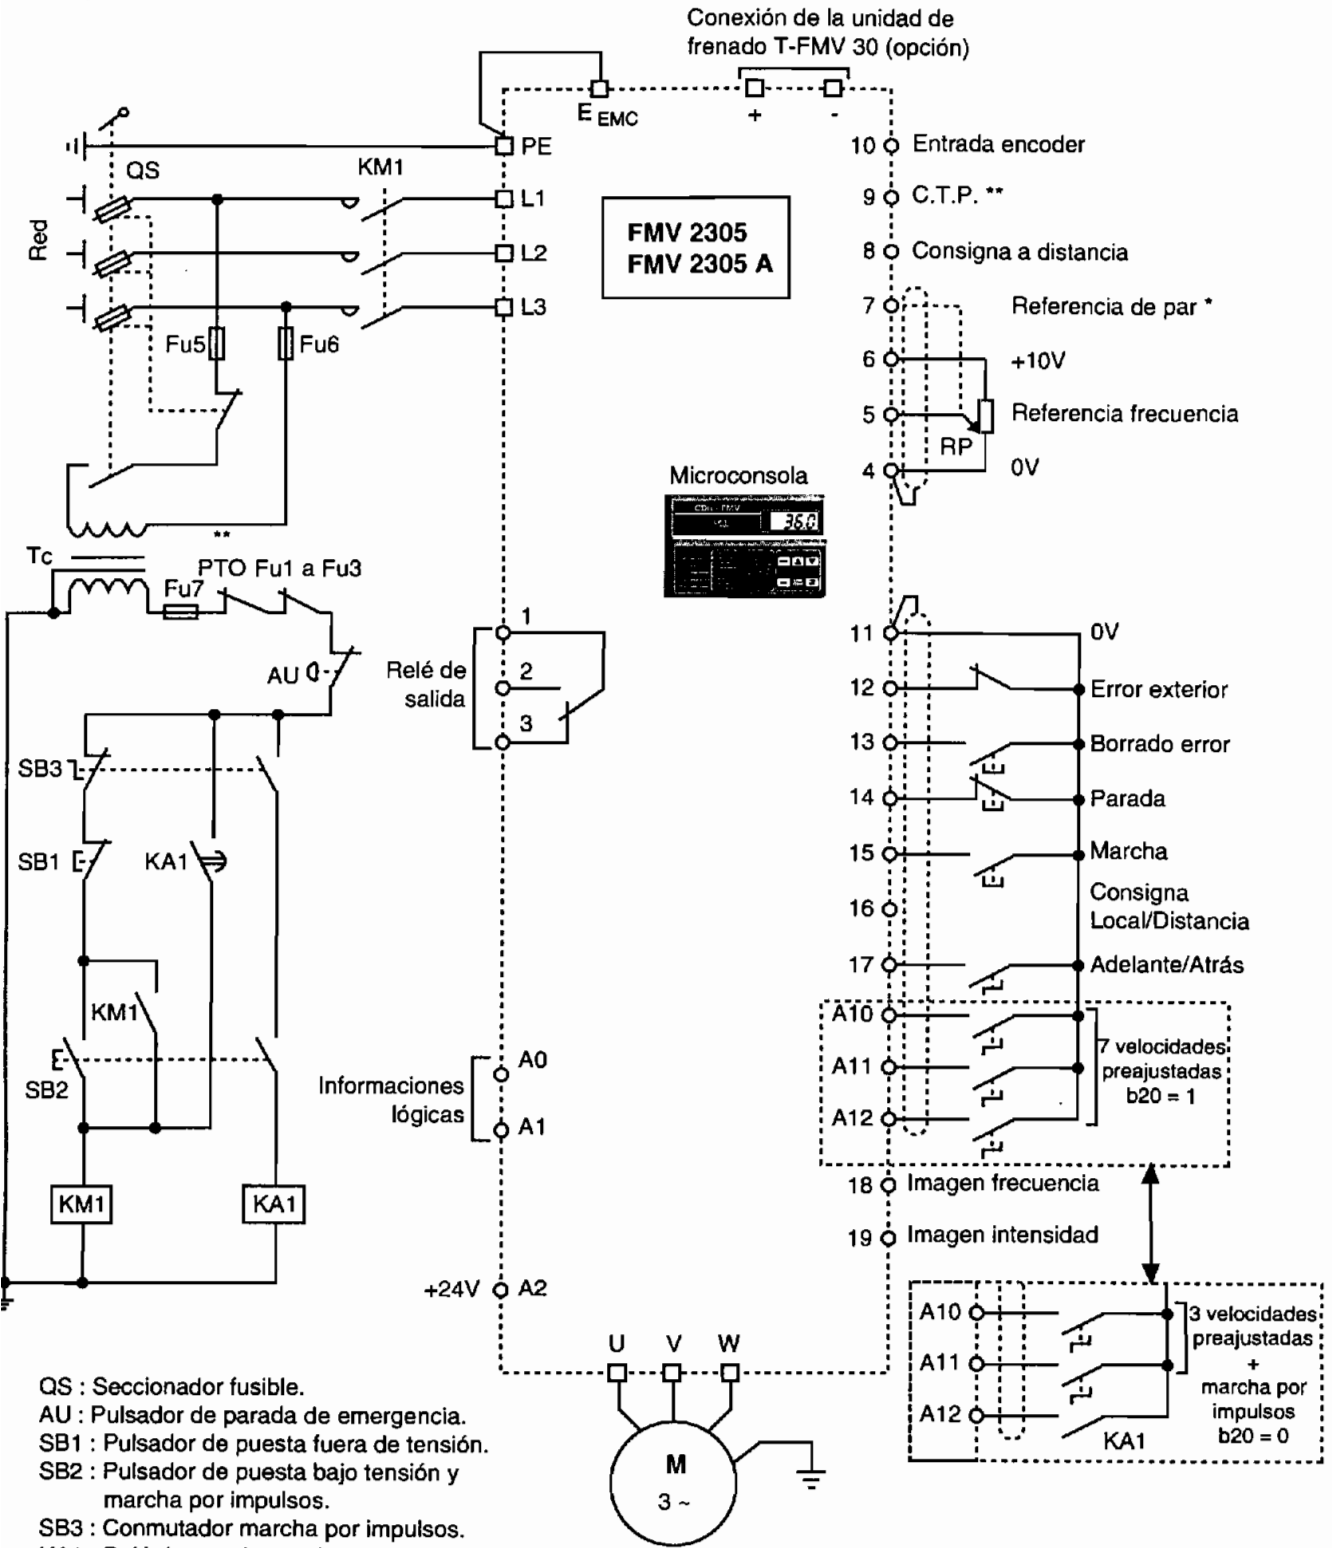 Conexión de la unidad de
frenado T-FMV 30 (opción)
E EMC
+
-
PE
10
Entrada encoder
QS
KM1
L1
9
C.T.P. **
Red
FMV 2305
FMV 2305 A
L2
8
Consigna a distancia
L3
7
Referencia de par *
Fu5
Fu6
6
+10V
5
Referencia frecuencia
RP
4
0V
Microconsola
36.0
**
Tc
PTO Fu1 a Fu3
Fu7
1
11
0V
AU
Relé de
salida
2
12
Error exterior
3
13
Borrado error
SB3
14
Parada
SB1
KA1
15
Marcha
16
Consigna
Local/Distancia
17
Adelante/Atrás
KM1
A10
7 velocidades
preajustadas
b20 = 1
A11
A12
SB2
Informaciones
lógicas
A0
A1
18
Imagen frecuencia
KM1
KA1
19
Imagen intensidad
+24V
A2
A10
3 velocidades
preajustadas
+
marcha por
impulsos
b20 = 0
A11
A12
KA1
U
V
W
M
3 ~
QS : Seccionador fusible.
AU : Pulsador de parada de emergencia.
SB1 : Pulsador de puesta fuera de tensión.
SB2 : Pulsador de puesta bajo tensión y
marcha por impulsos.
SB3 : Conmutador marcha por impulsos.